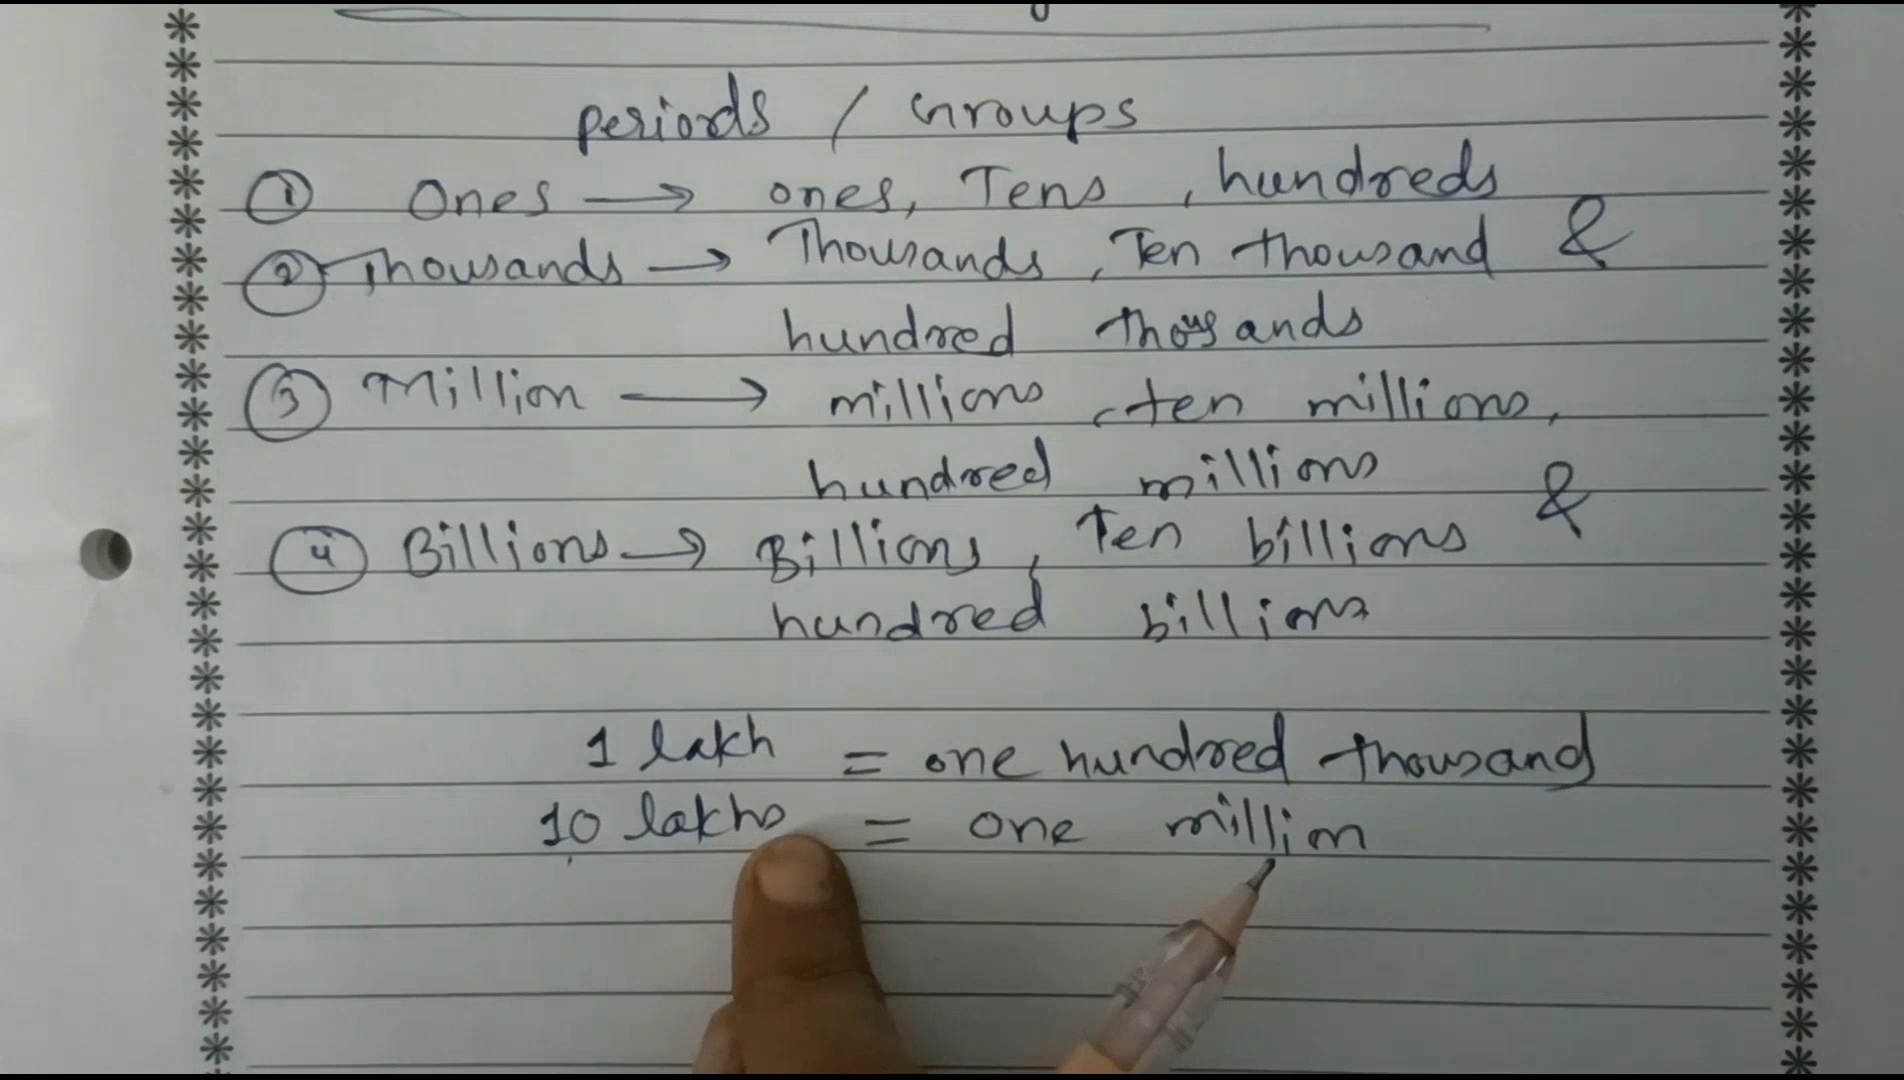 periods / Groups
① Ones → ones, Tens, hundreds
② Thousands → Thousands, Ten thousand &
hundred thousands
③ Million → millions, ten millions,
hundred millions
④ Billions → Billions, Ten billions &
hundred billions
1 lakh = one hundred thousand
10 lakhs = one million